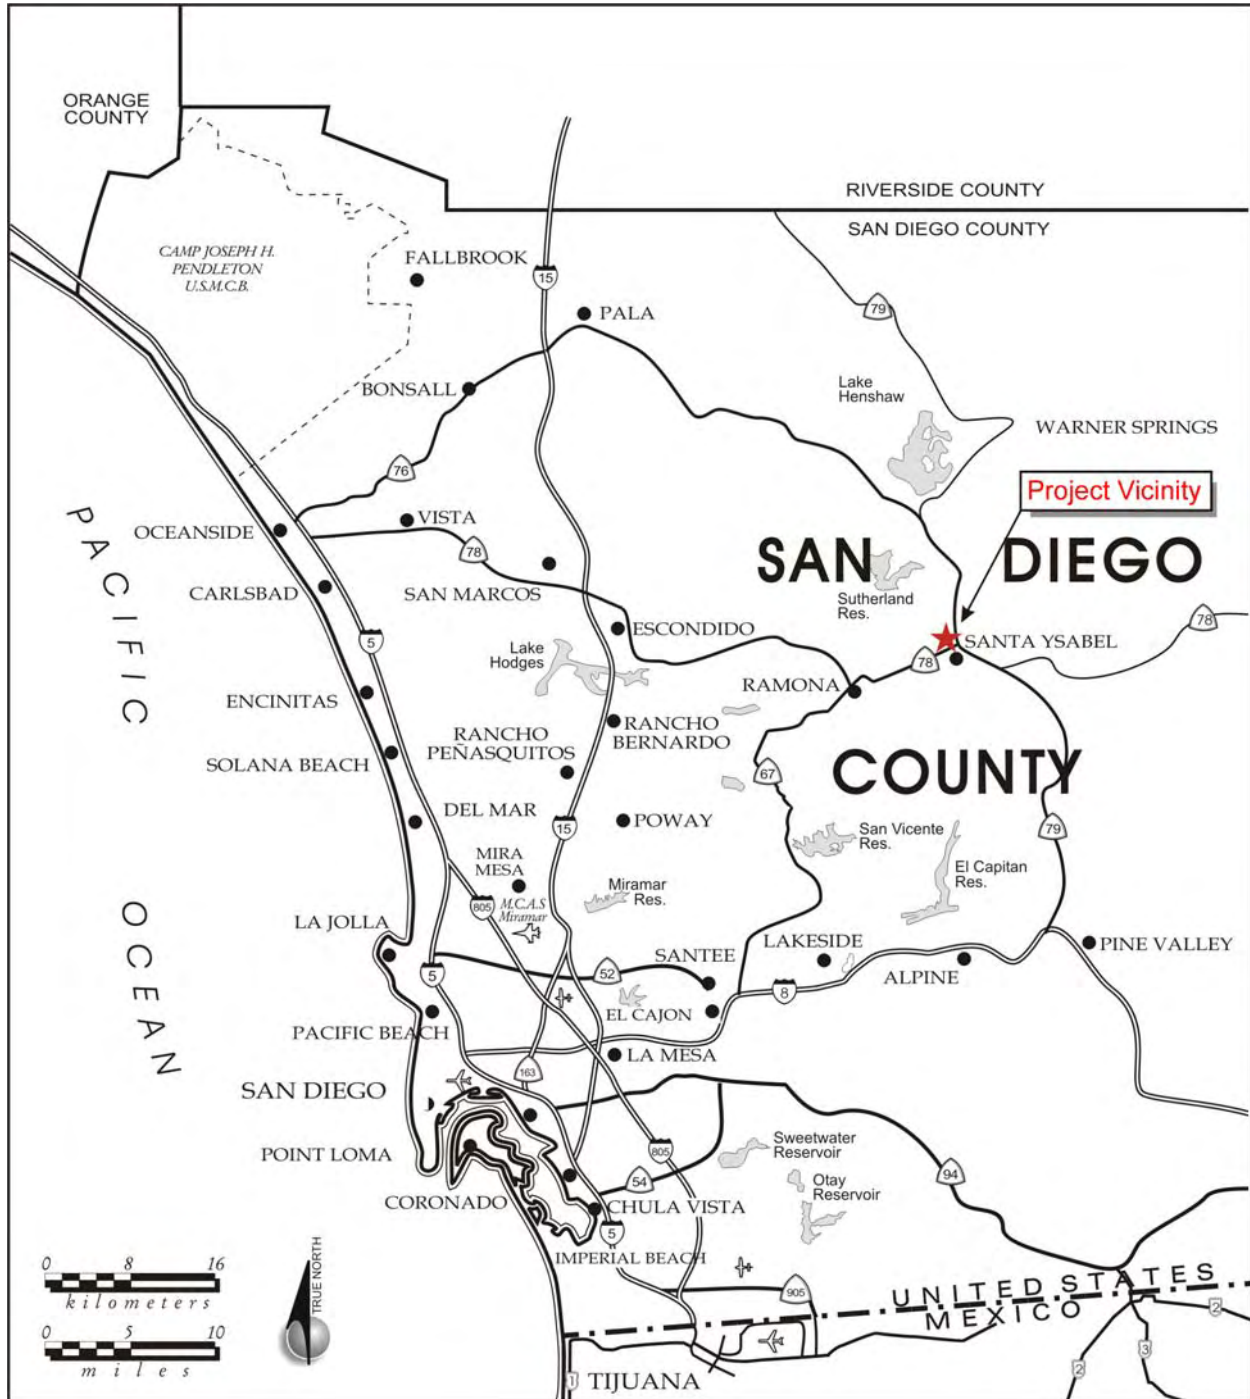 ORANGE
COUNTY
RIVERSIDE COUNTY
SAN DIEGO COUNTY
CAMP JOSEPH H.
PENDLETON
U.S.M.C.B.
FALLBROOK
15
79
PALA
BONSALL
Lake
Henshaw
WARNER SPRINGS
76
Project Vicinity
PACIFIC
OCEAN
OCEANSIDE
VISTA
78
SAN DIEGO
COUNTY
CARLSBAD
SAN MARCOS
Sutherland
Res.
ESCONDIDO
5
78
SANTA YSABEL
Lake
Hodges
78
RAMONA
ENCINITAS
RANCHO
BERNARDO
RANCHO
PEÑASQUITOS
SOLANA BEACH
67
DEL MAR
15
POWAY
79
San Vicente
Res.
El Capitan
Res.
MIRA
MESA
805
M.C.A.S
Miramar
Miramar
Res.
LA JOLLA
LAKESIDE
PINE VALLEY
SANTEE
5
52
ALPINE
8
EL CAJON
PACIFIC BEACH
LA MESA
163
SAN DIEGO
POINT LOMA
805
Sweetwater
Reservoir
94
54
Otay
Reservoir
CORONADO
CHULA VISTA
5
IMPERIAL BEACH
905
UNITED STATES
MEXICO
2
3
2
1
TIJUANA
0 8 16
kilometers
0 5 10
miles
TRUE NORTH